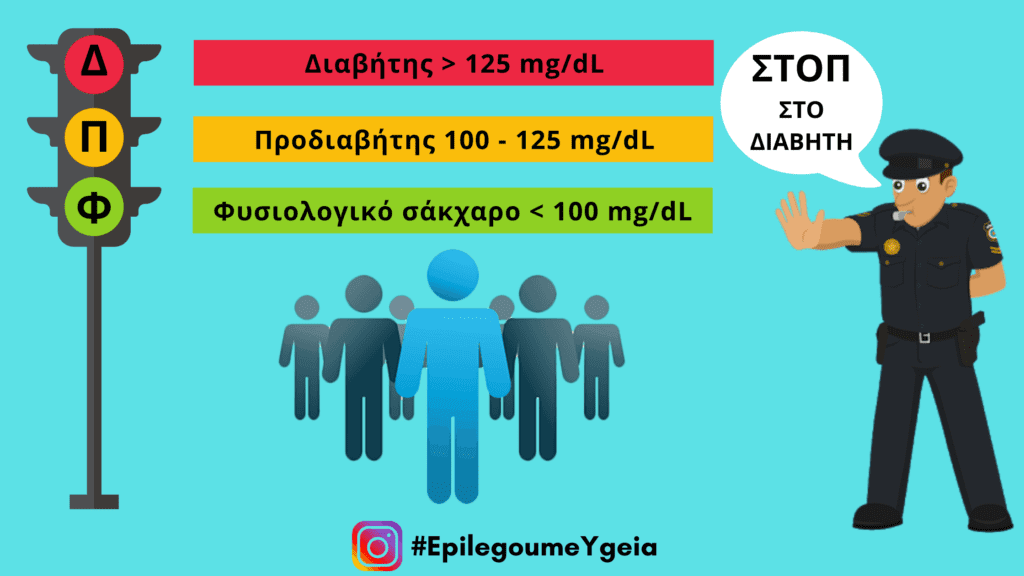 Δ
Διαβήτης > 125 mg/dL
Π
Προδιαβήτης 100 - 125 mg/dL
Φ
Φυσιολογικό σάκχαρο < 100 mg/dL
ΣΤΟΠ
ΣΤΟ
ΔΙΑΒΗΤΗ
#EpilegoumeYgeia